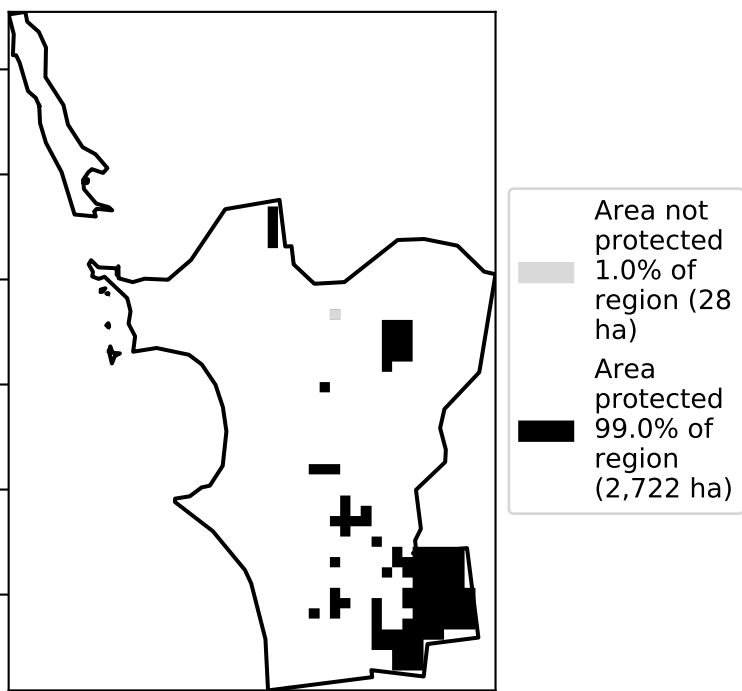 Area not
protected
1.0% of
region (28
ha)
Area
protected
99.0% of
region
(2,722 ha)